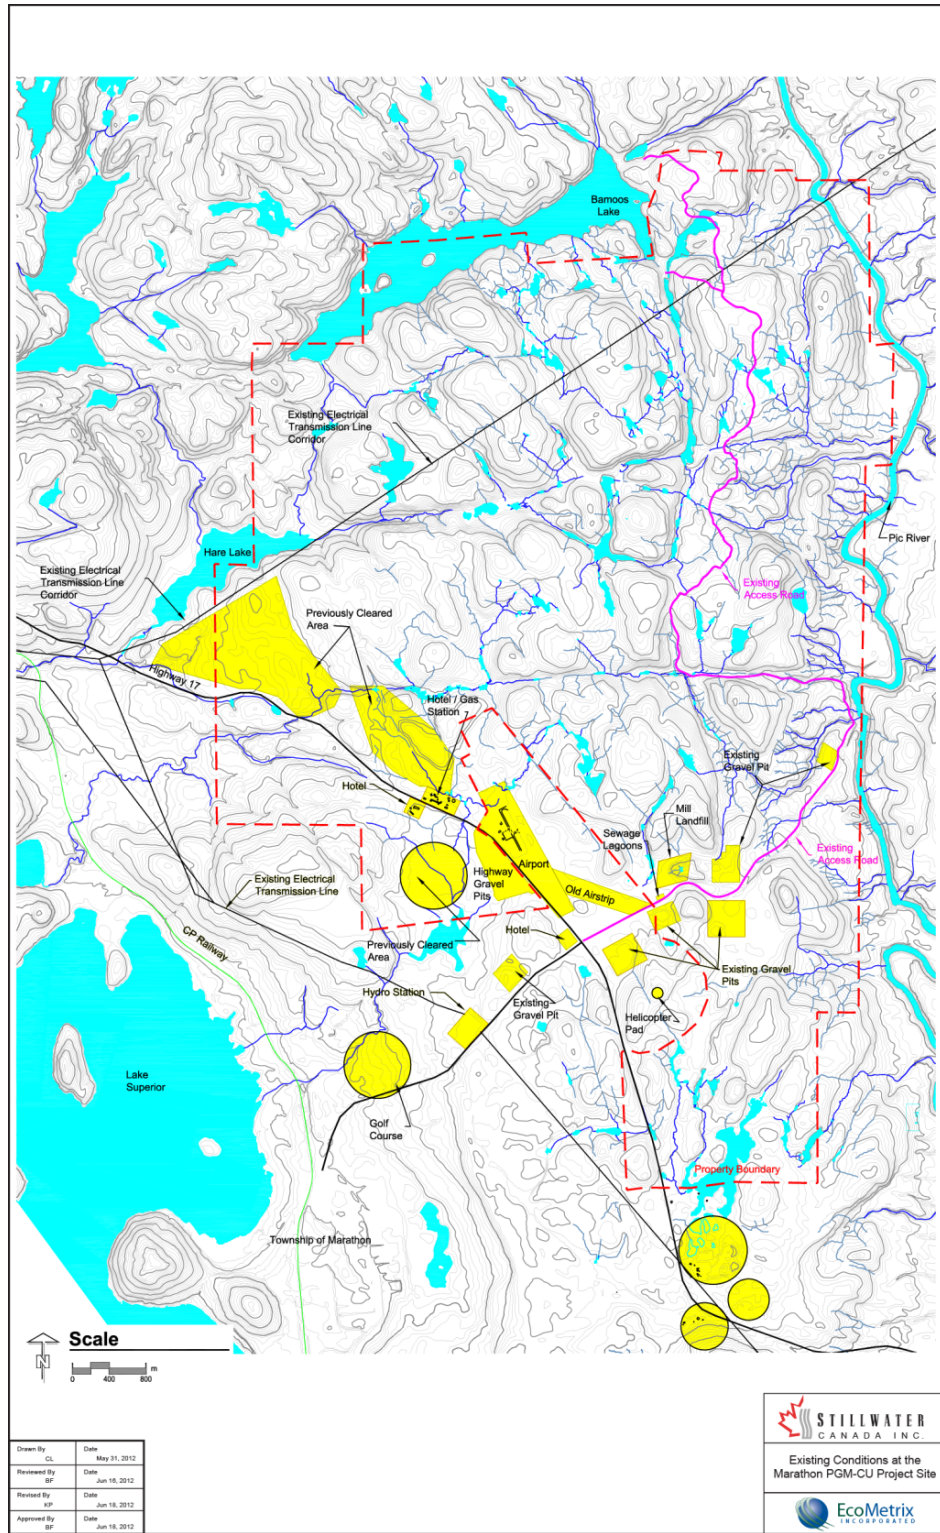 Bamoos
Lake
Existing Electrical
Transmission Line
Corridor
Pic River
Hare Lake
Existing Electrical
Transmission Line
Corridor
Existing
Access Road
Previously Cleared
Area
Highway 17
Hotel / Gas
Station
Existing
Gravel Pit
Hotel
Mill
Landfill
Sewage
Lagoons
Existing
Access Road
Airport
Highway
Gravel
Pits
Old Airstrip
Existing Electrical
Transmission Line
CP Railway
Hotel
Previously Cleared
Area
Existing Gravel
Pits
Hydro Station
Existing
Gravel Pit
Helicopter
Pad
Lake
Superior
Golf
Course
Property Boundary
Township of Marathon
Scale
N
0 400 800 m
STILLWATER
CANADA INC.
Existing Conditions at the
Marathon PGM-CU Project Site
EcoMetrix
INCORPORATED
Drawn By Date
CL May 31, 2012
Reviewed By Date
BF Jun 18, 2012
Revised By Date
KP Jun 18, 2012
Approved By Date
BF Jun 18, 2012